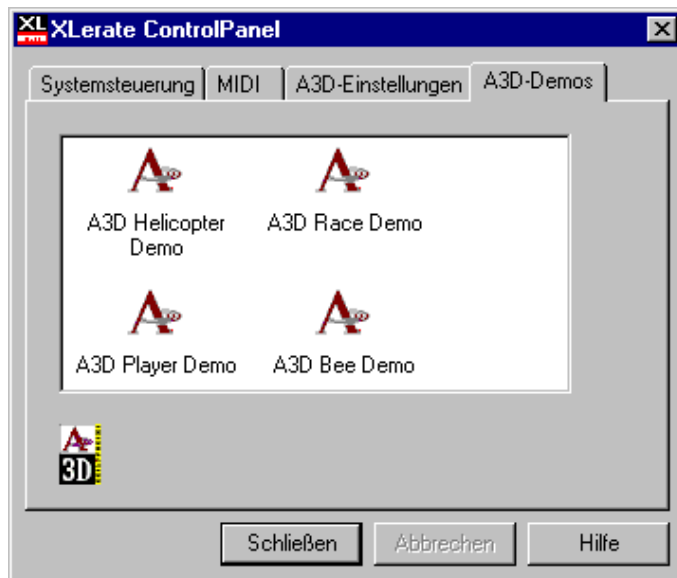 XL
XLerate ControlPanel
Systemsteuerung MIDI A3D-Einstellungen A3D-Demos
A3D Helicopter
Demo
A3D Race Demo
A3D Player Demo
A3D Bee Demo
3D
Schließen Abbrechen Hilfe